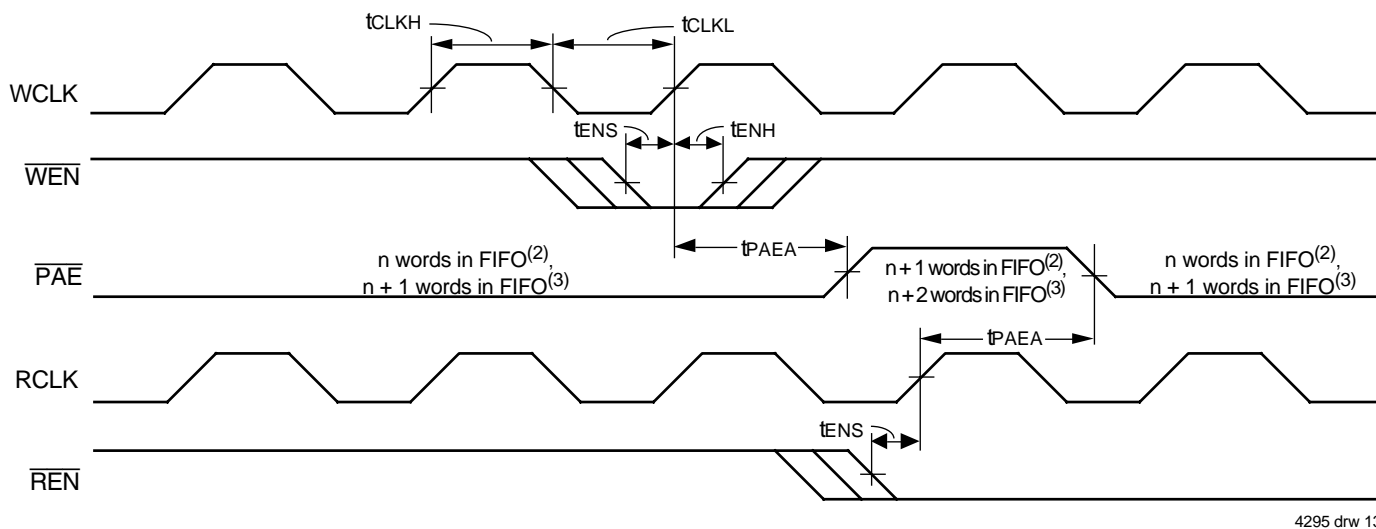 tCLKH
tCLKL
WCLK
tENS
tENH
WEN
tPAEA
PAE
n words in FIFO(2),
n + 1 words in FIFO(3)
n + 1 words in FIFO(2),
n + 2 words in FIFO(3)
n words in FIFO(2),
n + 1 words in FIFO(3)
tPAEA
RCLK
tENS
REN
4295 drw 13